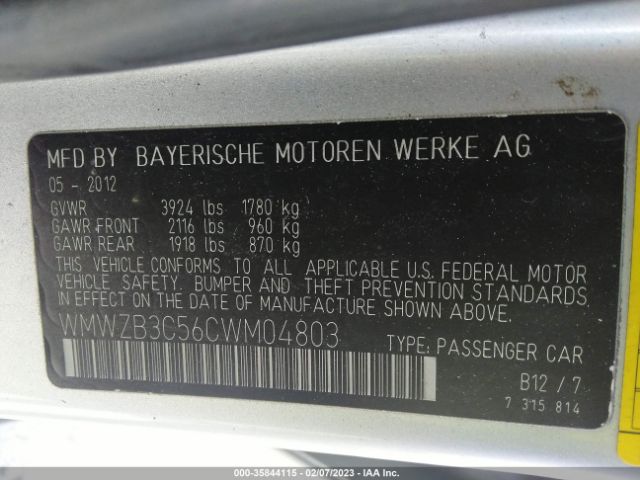 MFD BY BAYERISCHE MOTOREN WERKE AG
05 - 2012
GVWR 3924 lbs 1780 kg
GAWR FRONT 2116 lbs 960 kg
GAWR REAR 1918 lbs 870 kg
THIS VEHICLE CONFORMS TO ALL APPLICABLE U.S. FEDERAL MOTOR
VEHICLE SAFETY. BUMPER AND THEFT PREVENTION STANDARDS
IN EFFECT ON THE DATE OF MANUFACTURE SHOWN ABOVE.
WMWZB3C56CWM04803
TYPE: PASSENGER CAR
B12 / 7
7 315 814
000-35844115 - 02/07/2023 - IAA Inc.